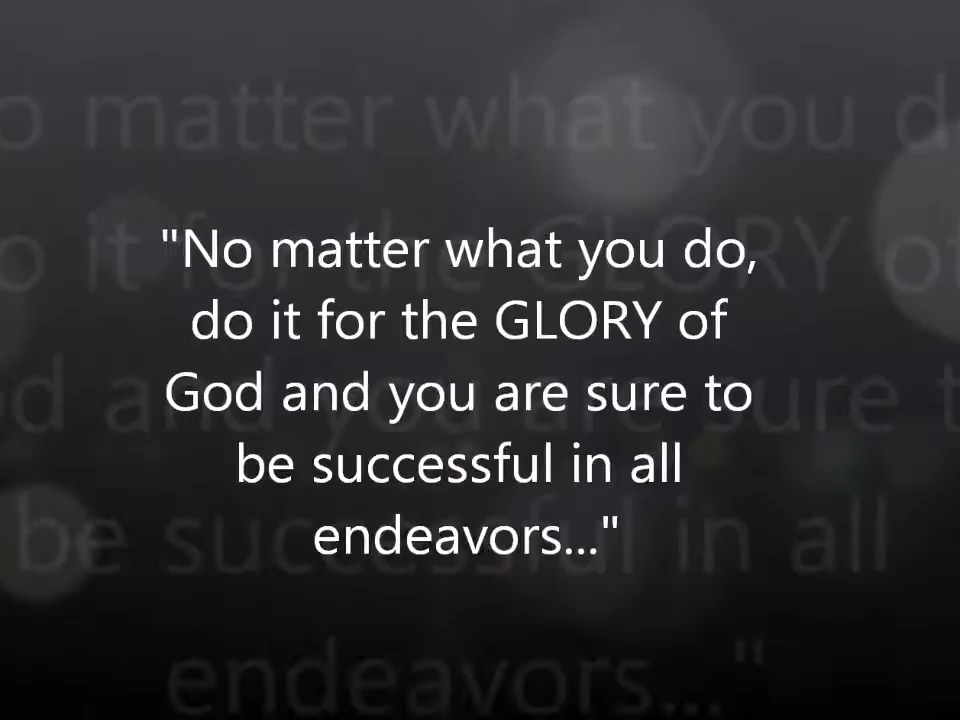 "No matter what you do,
do it for the GLORY of
God and you are sure to
be successful in all
endeavors..."